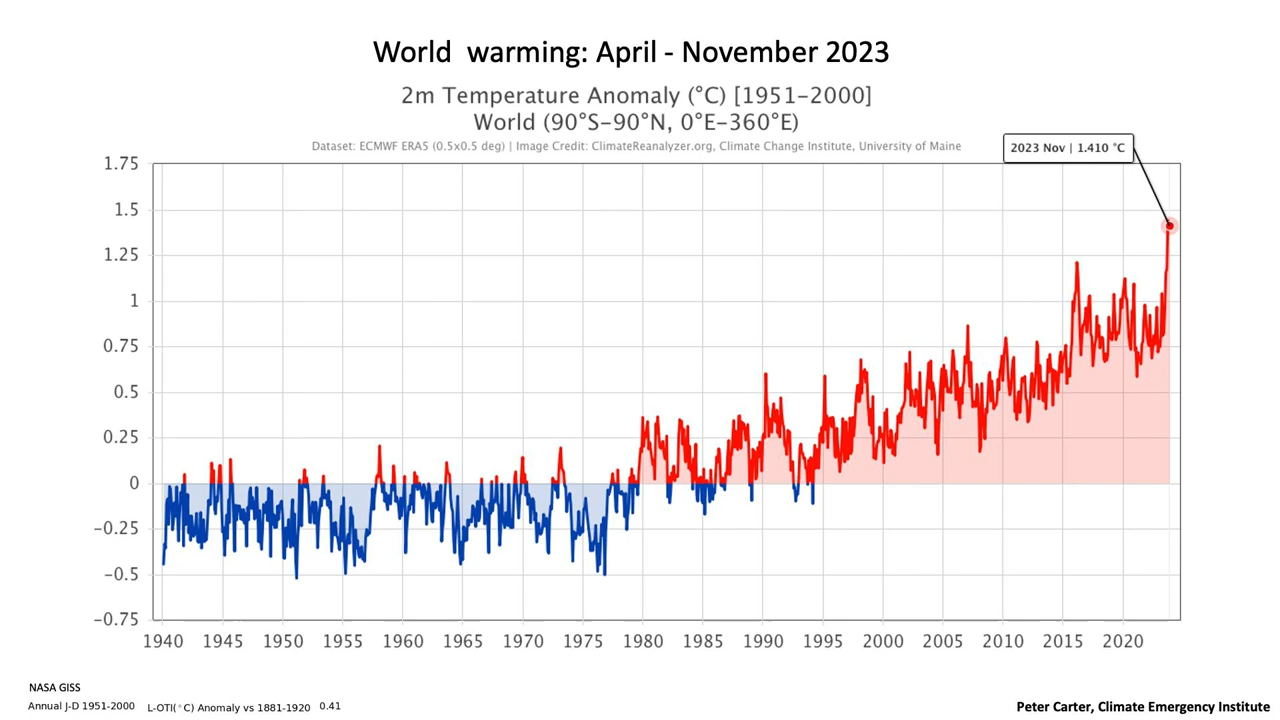 World  warming: April - November 2023
2m Temperature Anomaly (°C) [1951–2000]
World (90°S–90°N, 0°E–360°E)
Dataset: ECMWF ERA5 (0.5x0.5 deg) | Image Credit: ClimateReanalyzer.org, Climate Change Institute, University of Maine
2023 Nov | 1.410 °C
1.75
1.5
1.25
1
0.75
0.5
0.25
0
−0.25
−0.5
−0.75
1940 1945 1950 1955 1960 1965 1970 1975 1980 1985 1990 1995 2000 2005 2010 2015 2020
NASA GISS
Annual J-D 1951-2000 L-OTI(°C) Anomaly vs 1881-1920 0.41
Peter Carter, Climate Emergency Institute